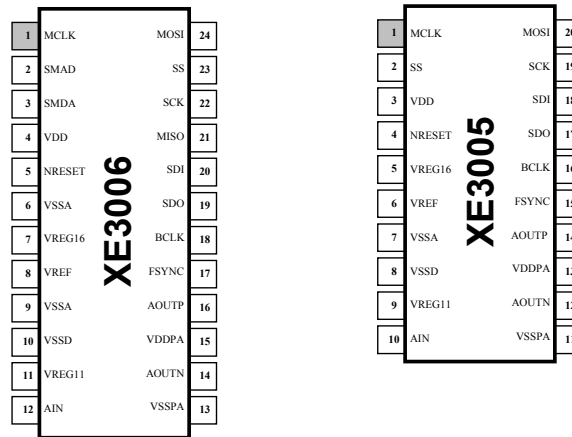 1 MCLK MOSI 24
2 SMAD SS 23
3 SMDA SCK 22
4 VDD MISO 21
5 NRESET SDI 20
6 VSSA SDO 19
7 VREG16 BCLK 18
8 VREF FSYNC 17
9 VSSA AOUTP 16
10 VSSD VDDPA 15
11 VREG11 AOUTN 14
12 AIN VSSPA 13
XE3006
1 MCLK MOSI
2 SS SCK
3 VDD SDI
4 NRESET SDO
5 VREG16 BCLK
6 VREF FSYNC
7 VSSA AOUTP
8 VSSD VDDPA
9 VREG11 AOUTN
10 AIN VSSPA
XE3005